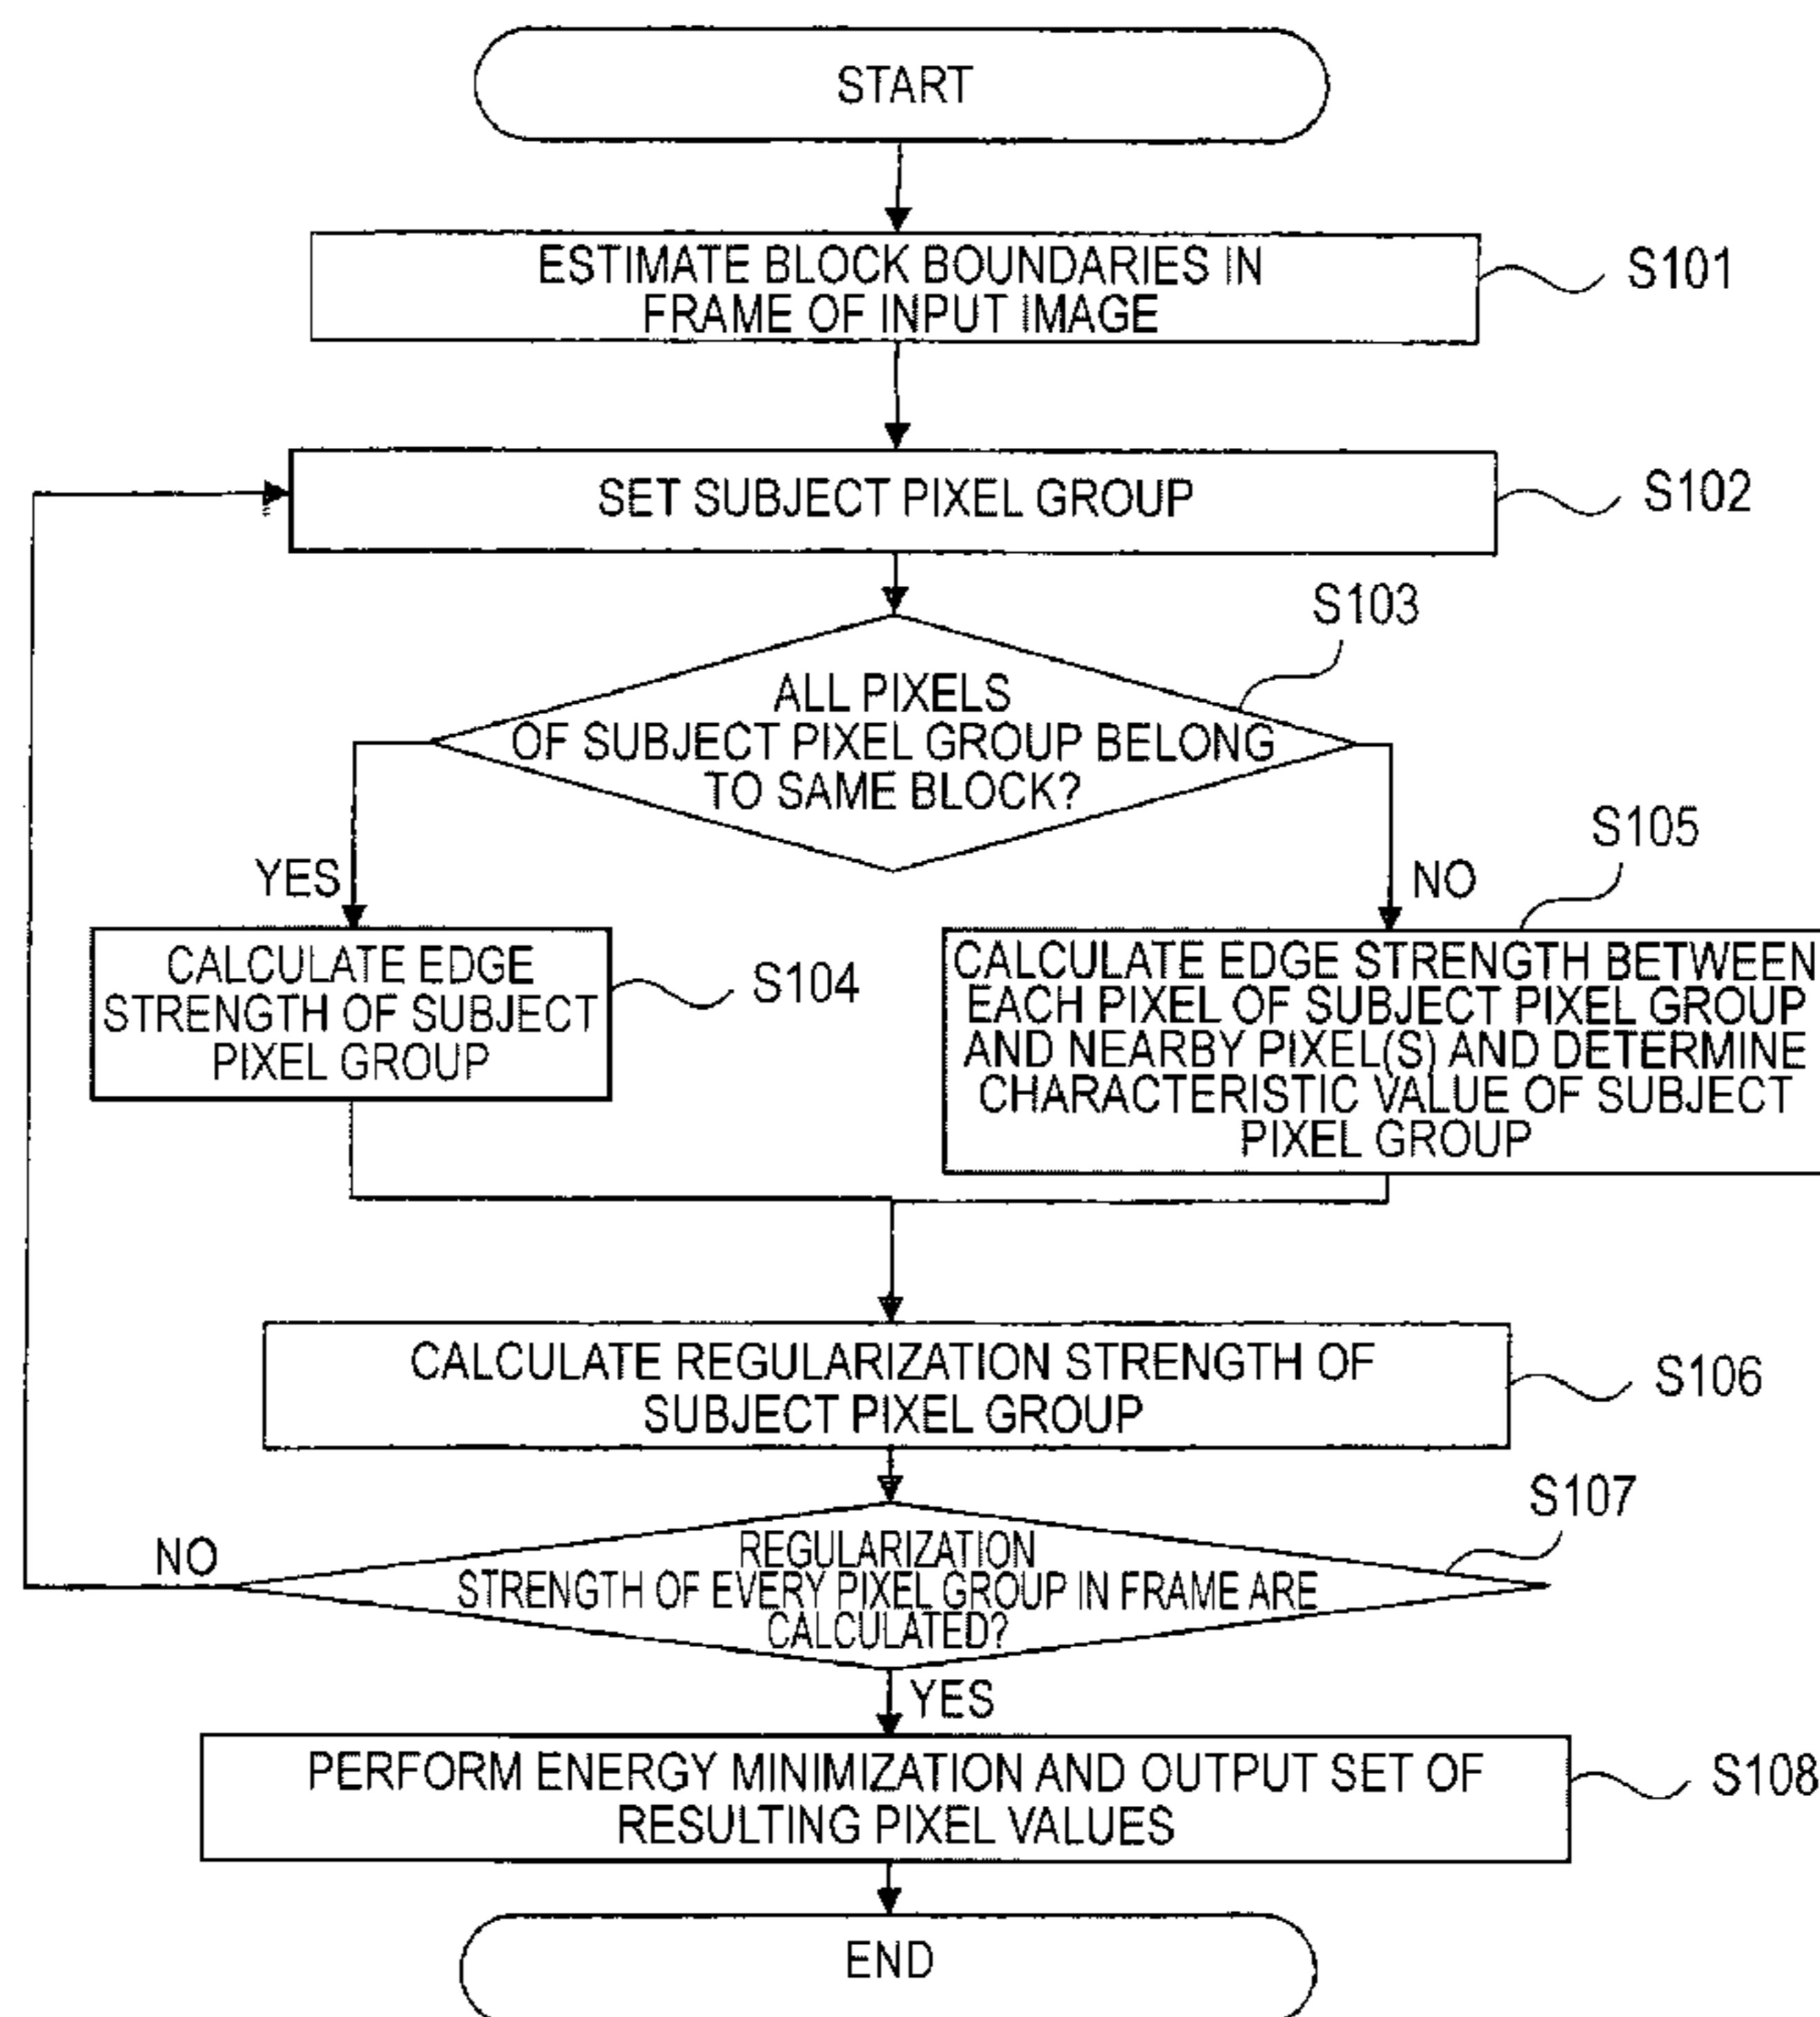 START
ESTIMATE BLOCK BOUNDARIES IN
FRAME OF INPUT IMAGE
S101
SET SUBJECT PIXEL GROUP
S102
S103
ALL PIXELS
OF SUBJECT PIXEL GROUP BELONG
TO SAME BLOCK?
YES
NO
S105
CALCULATE EDGE
STRENGTH OF SUBJECT
PIXEL GROUP
S104
CALCULATE EDGE STRENGTH BETWEEN
EACH PIXEL OF SUBJECT PIXEL GROUP
AND NEARBY PIXEL(S) AND DETERMINE
CHARACTERISTIC VALUE OF SUBJECT
PIXEL GROUP
CALCULATE REGULARIZATION STRENGTH OF
SUBJECT PIXEL GROUP
S106
S107
NO
REGULARIZATION
STRENGTH OF EVERY PIXEL GROUP IN FRAME ARE
CALCULATED?
YES
PERFORM ENERGY MINIMIZATION AND OUTPUT SET OF
RESULTING PIXEL VALUES
S108
END